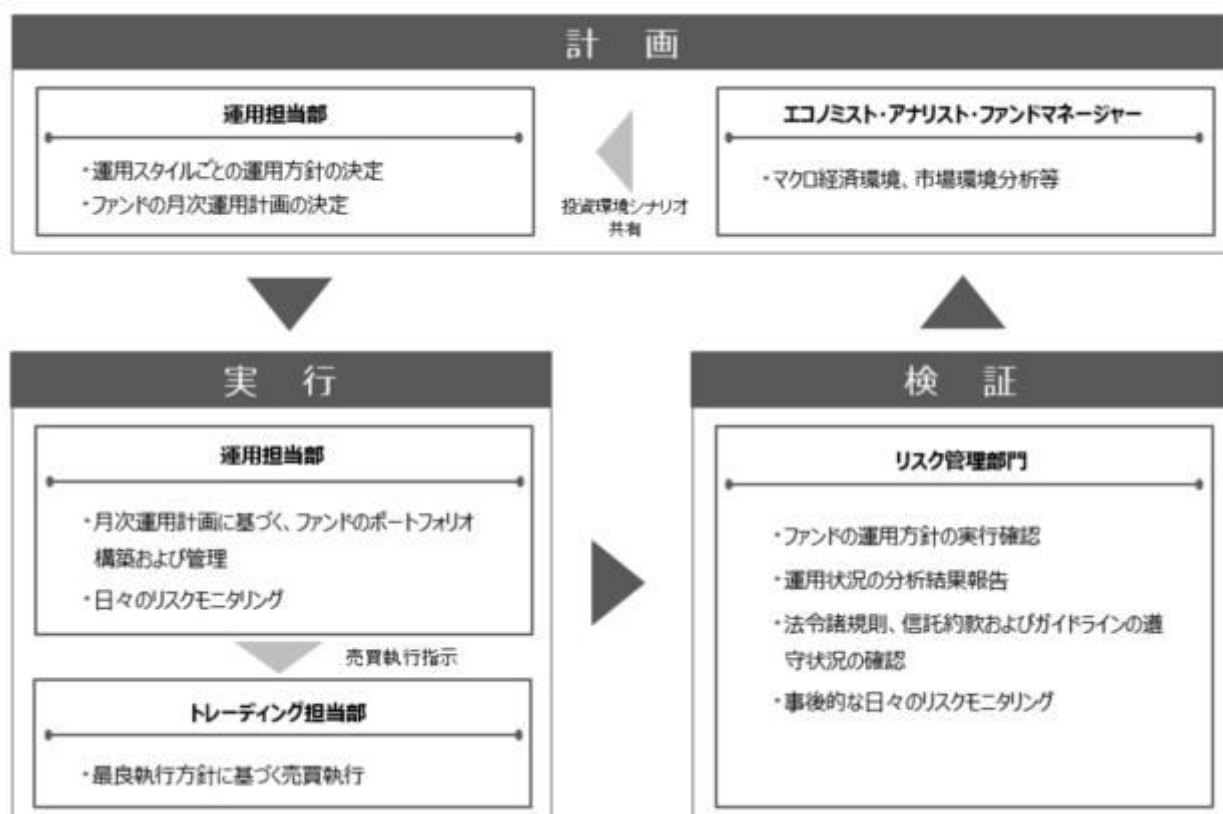 計 画
運用担当部
・運用スタイルごとの運用方針の決定
・ファンドの月次運用計画の決定
投資環境シナリオ
共有
エコノミスト・アナリスト・ファンドマネージャー
・マクロ経済環境、市場環境分析等
実 行
運用担当部
・月次運用計画に基づく、ファンドのポートフォリオ
構築および管理
・日々のリスクモニタリング
売買執行指示
トレーディング担当部
・最良執行方針に基づく売買執行
検 証
リスク管理部門
・ファンドの運用方針の実行確認
・運用状況の分析結果報告
・法令諸規則、信託約款およびガイドラインの遵
守状況の確認
・事後的な日々のリスクモニタリング